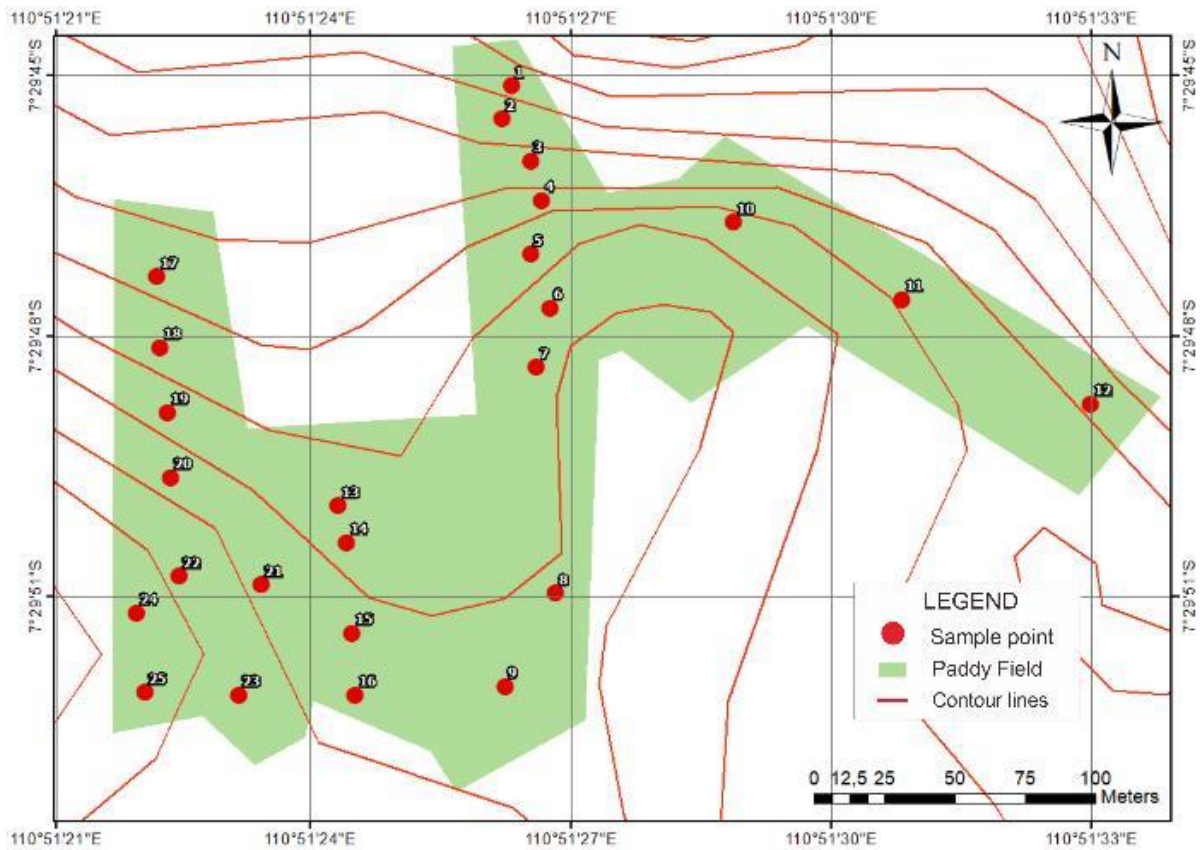 110°51'21"E 110°51'24"E 110°51'27"E 110°51'30"E 110°51'33"E
7°29'45"S 7°29'45"S
N
1
2
3
4
10
5
17
11
6
18
7
12
19
20
13
14
22
21
8
7°29'48"S 7°29'48"S
24
15
25
23
16
9
7°29'51"S 7°29'51"S
LEGEND
Sample point
Paddy Field
Contour lines
0 12,5 25 50 75 100
Meters
110°51'21"E 110°51'24"E 110°51'27"E 110°51'30"E 110°51'33"E